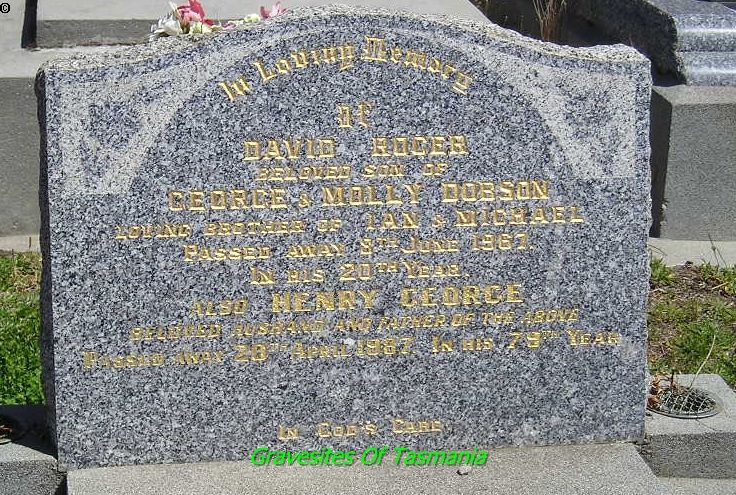 ©
In Loving Memory
Of
DAVID ROGER
BELOVED SON OF
GEORGE & MOLLY DOBSON
LOVING BROTHER OF IAN & MICHAEL
PASSED AWAY 8TH JUNE 1967.
IN HIS 20TH YEAR.
ALSO HENRY GEORGE
BELOVED HUSBAND AND FATHER OF THE ABOVE
PASSED AWAY 28TH APRIL 1987 IN HIS 79TH YEAR
IN GOD'S CARE.
Gravesites Of Tasmania